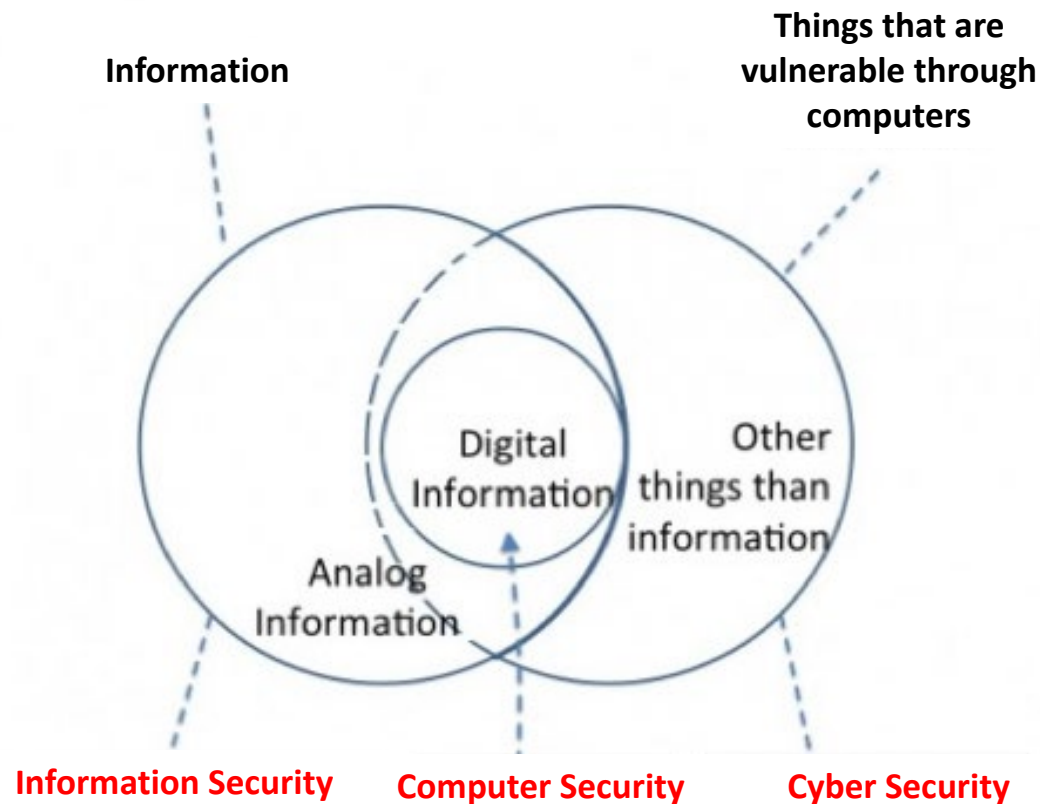 Information
Things that are
vulnerable through
computers
Digital
Information
Other
things than
information
Analog
Information
Information Security
Computer Security
Cyber Security